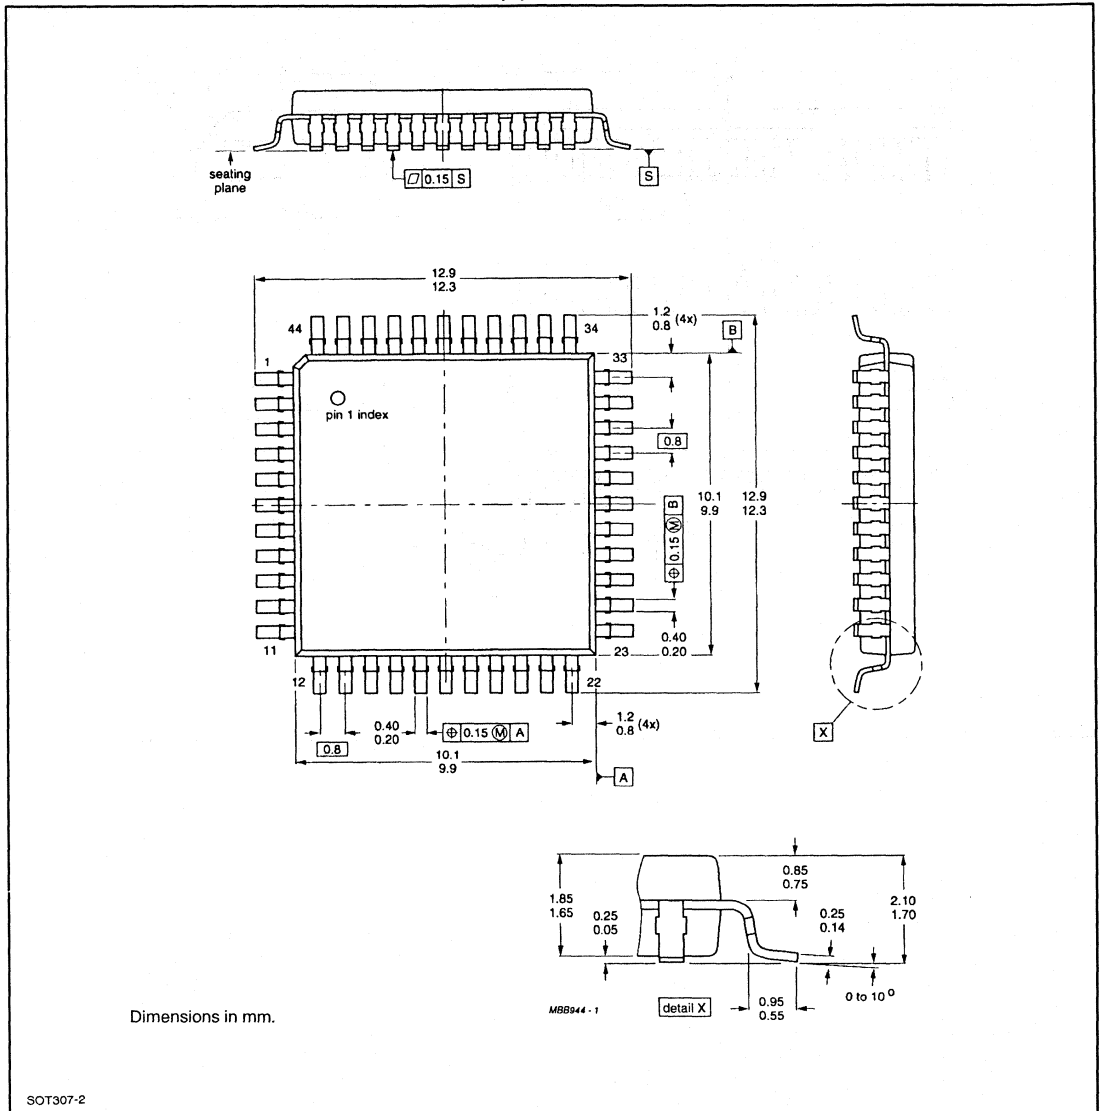 seating
plane
⏥ 0.15 S
S
12.9
12.3
44
34
1.2
0.8 (4x)
B
1
33
pin 1 index
0.8
10.1
9.9
12.9
12.3
⌖ 0.15 Ⓜ B
0.40
0.20
11
23
12
22
0.8
0.40
0.20
⌖ 0.15 Ⓜ A
1.2
0.8 (4x)
10.1
9.9
A
X
1.85
1.65
0.25
0.05
0.85
0.75
0.25
0.14
2.10
1.70
0 to 10 o
MBB944 - 1
detail X
0.95
0.55
Dimensions in mm.
SOT307-2